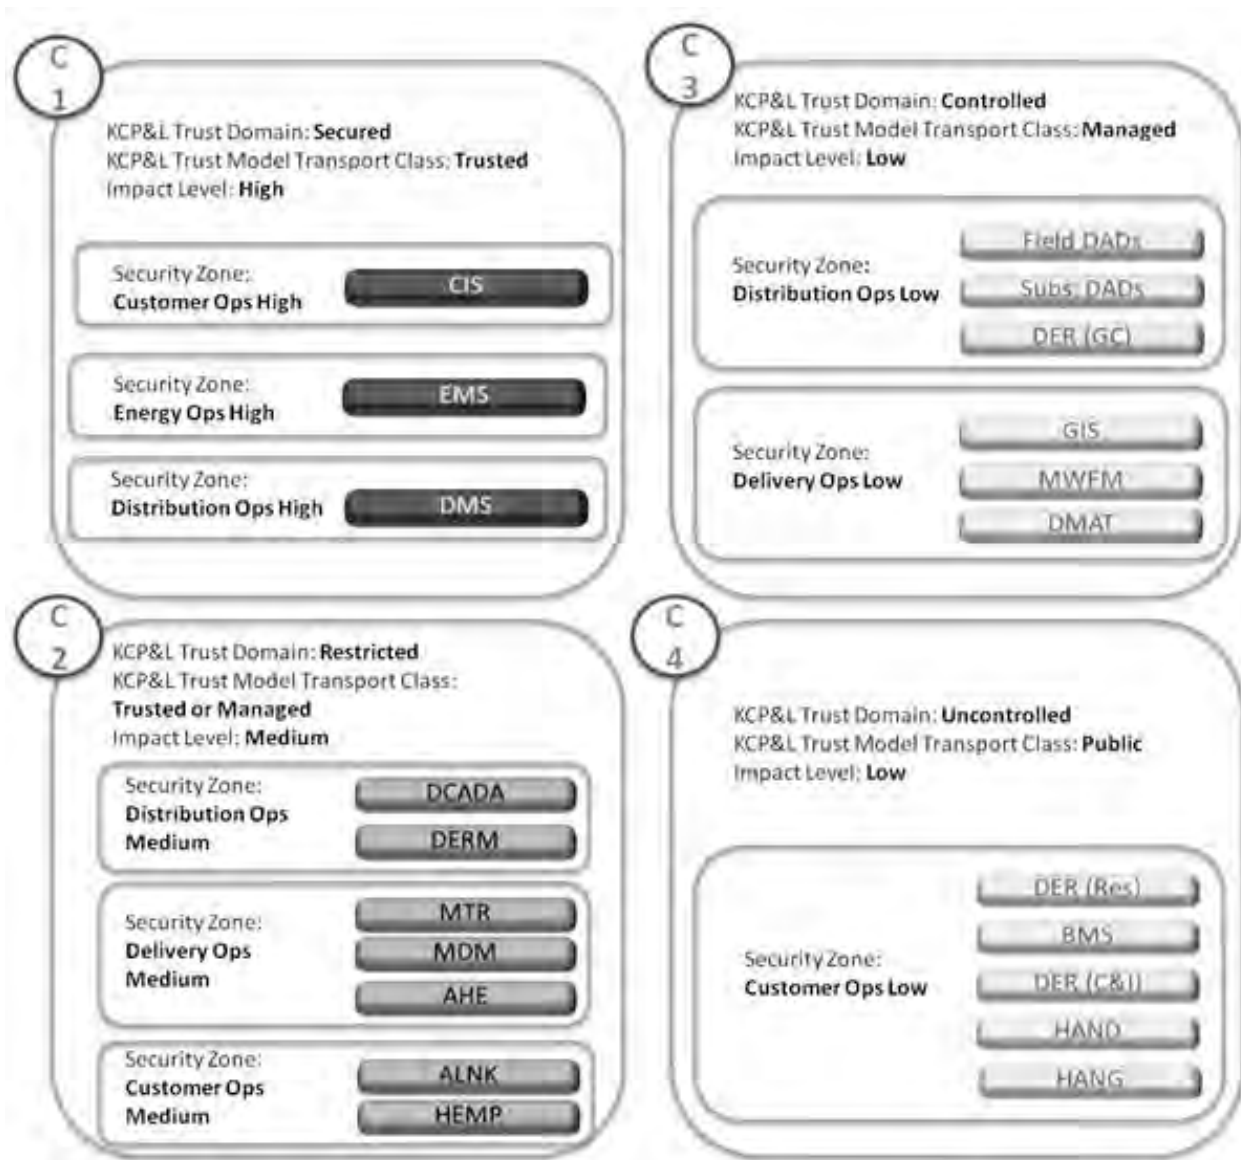 C
1
KCP&L Trust Domain: Secured
KCP&L Trust Model Transport Class: Trusted
Impact Level: High
Security Zone:
Customer Ops High
CIS
Security Zone:
Energy Ops High
EMS
Security Zone:
Distribution Ops High
DMS
C
3
KCP&L Trust Domain: Controlled
KCP&L Trust Model Transport Class: Managed
Impact Level: Low
Security Zone:
Distribution Ops Low
Field DADs
Subs. DADs
DER (GC)
Security Zone:
Delivery Ops Low
GIS
MWFM
DMAT
C
2
KCP&L Trust Domain: Restricted
KCP&L Trust Model Transport Class:
Trusted or Managed
Impact Level: Medium
Security Zone:
Distribution Ops
Medium
DCADA
DERM
Security Zone:
Delivery Ops
Medium
MTR
MDM
AHE
Security Zone:
Customer Ops
Medium
ALNK
HEMP
C
4
KCP&L Trust Domain: Uncontrolled
KCP&L Trust Model Transport Class: Public
Impact Level: Low
Security Zone:
Customer Ops Low
DER (Res)
BMS
DER (C&I)
HAND
HANG